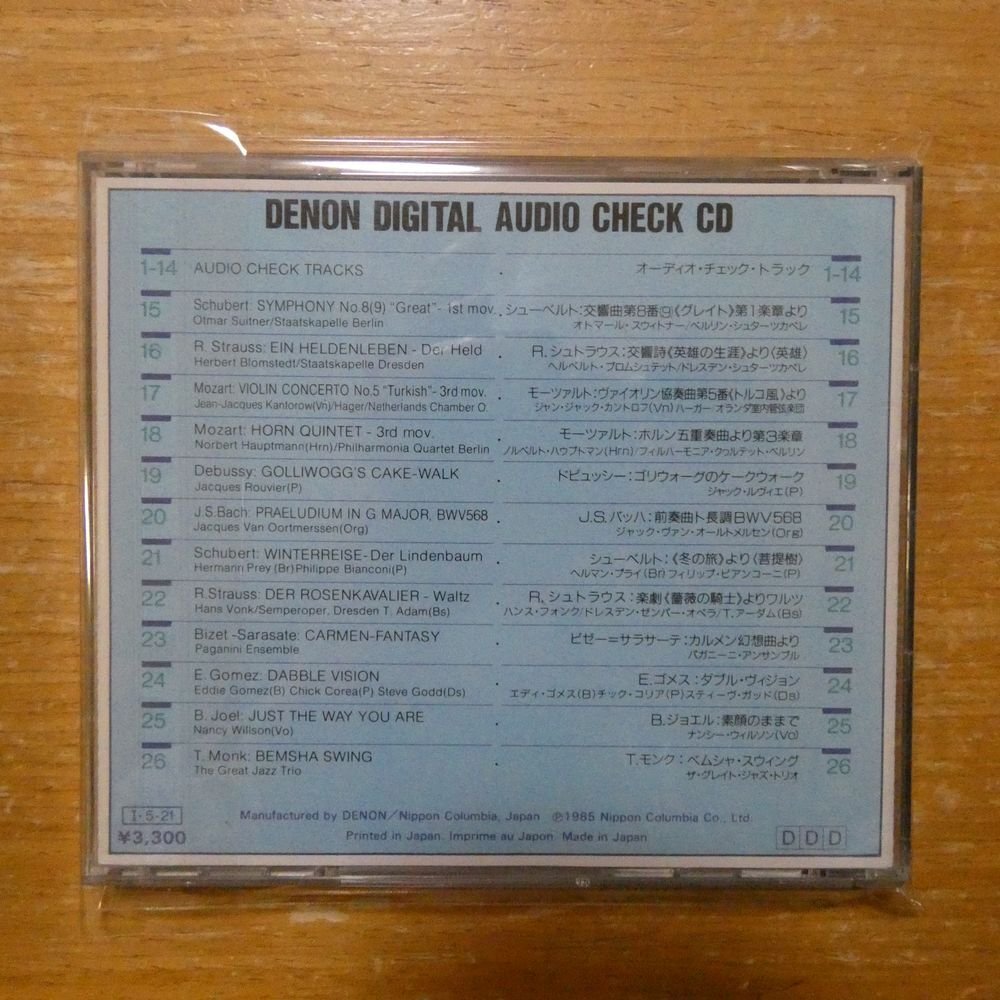 DENON DIGITAL AUDIO CHECK CD
1-14 AUDIO CHECK TRACKS . オーディオ・チェック・トラック 1-14
15 Schubert: SYMPHONY No.8(9) "Great"- 1st mov. . シューベルト:交響曲第8番⑨《グレイト》第1楽章より 15
Otmar Suitner/Staatskapelle Berlin オトマール・スウィトナー/ベルリン・シュターツカペレ
16 R. Strauss: EIN HELDENLEBEN - Der Held . R.シュトラウス:交響詩《英雄の生涯》より〈英雄〉 16
Herbert Blomstedt/Staatskapelle Dresden ヘルベルト・ブロムシュテット/ドレスデン・シュターツカペレ
17 Mozart: VIOLIN CONCERTO No.5 "Turkish"- 3rd mov. . モーツァルト:ヴァイオリン協奏曲第5番《トルコ風》より 17
Jean-Jacques Kantorow(Vn)/Hager/Netherlands Chamber O. ジャン・ジャック・カントロフ(Vn)ハーガー オランダ室内管弦楽団
18 Mozart: HORN QUINTET - 3rd mov. . モーツァルト:ホルン五重奏曲より第3楽章 18
Norbert Hauptmann(Hrn)/Philharmonia Quartet Berlin ノルベルト・ハウプトマン(Hrn)/フィルハーモニア・クヮルテット・ベルリン
19 Debussy: GOLLIWOGG'S CAKE-WALK . ドビュッシー:ゴリウォーグのケークウォーク 19
Jacques Rouvier(P) ジャック・ルヴィエ(P)
20 J.S.Bach: PRAELUDIUM IN G MAJOR, BWV568 . J.S.バッハ:前奏曲ト長調BWV568 20
Jacques Van Oortmerssen(Org) ジャック・ヴァン・オールトメルセン(Org)
21 Schubert: WINTERREISE-Der Lindenbaum . シューベルト:《冬の旅》より〈菩提樹〉 21
Hermann Prey (Br)Philippe Bianconi(P) ヘルマン・プライ(Br)フィリップ・ビアンコーニ(P)
22 R.Strauss: DER ROSENKAVALIER - Waltz . R.シュトラウス:楽劇《薔薇の騎士》よりワルツ 22
Hans Vonk/Semperoper, Dresden T. Adam(Bs) ハンス・フォンク/ドレスデン・ゼンパー・オペラ/T.アーダム(Bs)
23 Bizet -Sarasate: CARMEN-FANTASY . ビゼー=サラサーテ:カルメン幻想曲より 23
Paganini Ensemble パガニーニ・アンサンブル
24 E. Gomez: DABBLE VISION . E.ゴメス:ダブル・ヴィジョン 24
Eddie Gomez(B) Chick Corea(P) Steve Godd(Ds) エディ・ゴメス(B)チック・コリア(P)スティーヴ・ガッド(Ds)
25 B. Joel: JUST THE WAY YOU ARE . B.ジョエル:素顔のままで 25
Nancy Willson(Vo) ナンシー・ウィルソン(Vo)
26 T. Monk: BEMSHA SWING . T.モンク:ベムシャ・スウィング 26
The Great Jazz Trio ザ・グレイト・ジャズ・トリオ
I・5-21 Manufactured by DENON/Nippon Columbia, Japan ℗1985 Nippon Columbia Co., Ltd.
¥3,300 Printed in Japan. Imprime au Japon. Made in Japan DDD